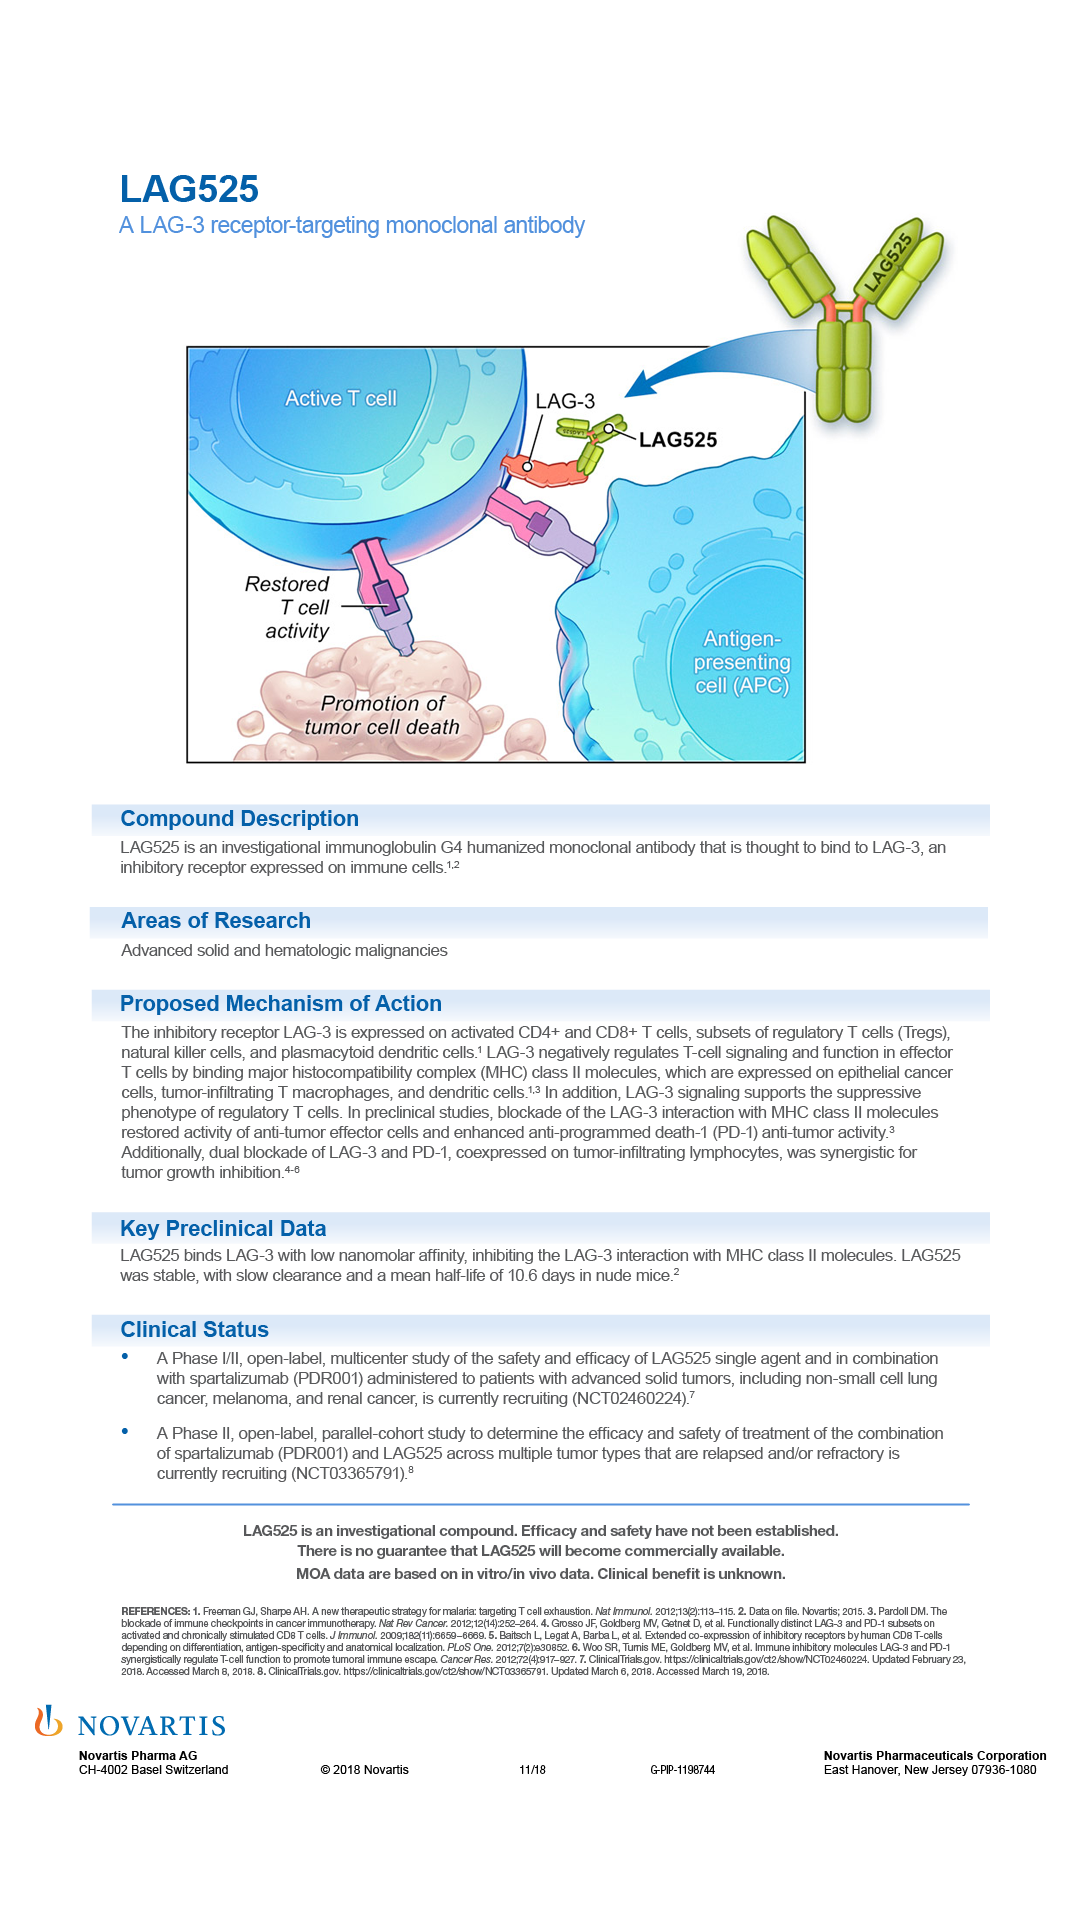 LAG525
A LAG-3 receptor-targeting monoclonal antibody
LAG525
Active T cell
LAG-3
LAG525
LAG525
Restored
T cell
activity
Antigen-
presenting
cell (APC)
Promotion of
tumor cell death
Compound Description
LAG525 is an investigational immunoglobulin G4 humanized monoclonal antibody that is thought to bind to LAG-3, an
inhibitory receptor expressed on immune cells.1,2
Areas of Research
Advanced solid and hematologic malignancies
Proposed Mechanism of Action
The inhibitory receptor LAG-3 is expressed on activated CD4+ and CD8+ T cells, subsets of regulatory T cells (Tregs),
natural killer cells, and plasmacytoid dendritic cells.1 LAG-3 negatively regulates T-cell signaling and function in effector
T cells by binding major histocompatibility complex (MHC) class II molecules, which are expressed on epithelial cancer
cells, tumor-infiltrating T macrophages, and dendritic cells.1,3 In addition, LAG-3 signaling supports the suppressive
phenotype of regulatory T cells. In preclinical studies, blockade of the LAG-3 interaction with MHC class II molecules
restored activity of anti-tumor effector cells and enhanced anti-programmed death-1 (PD-1) anti-tumor activity.3
Additionally, dual blockade of LAG-3 and PD-1, coexpressed on tumor-infiltrating lymphocytes, was synergistic for
tumor growth inhibition.4-6
Key Preclinical Data
LAG525 binds LAG-3 with low nanomolar affinity, inhibiting the LAG-3 interaction with MHC class II molecules. LAG525
was stable, with slow clearance and a mean half-life of 10.6 days in nude mice.2
Clinical Status
• A Phase I/II, open-label, multicenter study of the safety and efficacy of LAG525 single agent and in combination
with spartalizumab (PDR001) administered to patients with advanced solid tumors, including non-small cell lung
cancer, melanoma, and renal cancer, is currently recruiting (NCT02460224).7
• A Phase II, open-label, parallel-cohort study to determine the efficacy and safety of treatment of the combination
of spartalizumab (PDR001) and LAG525 across multiple tumor types that are relapsed and/or refractory is
currently recruiting (NCT03365791).8
LAG525 is an investigational compound. Efficacy and safety have not been established.
There is no guarantee that LAG525 will become commercially available.
MOA data are based on in vitro/in vivo data. Clinical benefit is unknown.
REFERENCES: 1. Freeman GJ, Sharpe AH. A new therapeutic strategy for malaria: targeting T cell exhaustion. Nat Immunol. 2012;13(2):113–115. 2. Data on file. Novartis; 2015. 3. Pardoll DM. The
blockade of immune checkpoints in cancer immunotherapy. Nat Rev Cancer. 2012;12(14):252–264. 4. Grosso JF, Goldberg MV, Getnet D, et al. Functionally distinct LAG-3 and PD-1 subsets on
activated and chronically stimulated CD8 T cells. J Immunol. 2009;182(11):6659–6669. 5. Baitsch L, Legat A, Barba L, et al. Extended co-expression of inhibitory receptors by human CD8 T-cells
depending on differentiation, antigen-specificity and anatomical localization. PLoS One. 2012;7(2):e30852. 6. Woo SR, Turnis ME, Goldberg MV, et al. Immune inhibitory molecules LAG-3 and PD-1
synergistically regulate T-cell function to promote tumoral immune escape. Cancer Res. 2012;72(4):917–927. 7. ClinicalTrials.gov. https://clinicaltrials.gov/ct2/show/NCT02460224. Updated February 23,
2018. Accessed March 8, 2018. 8. ClinicalTrials.gov. https://clinicaltrials.gov/ct2/show/NCT03365791. Updated March 6, 2018. Accessed March 19, 2018.
NOVARTIS
Novartis Pharma AG
CH-4002 Basel Switzerland
© 2018 Novartis
11/18
G-PIP-1198744
Novartis Pharmaceuticals Corporation
East Hanover, New Jersey 07936-1080